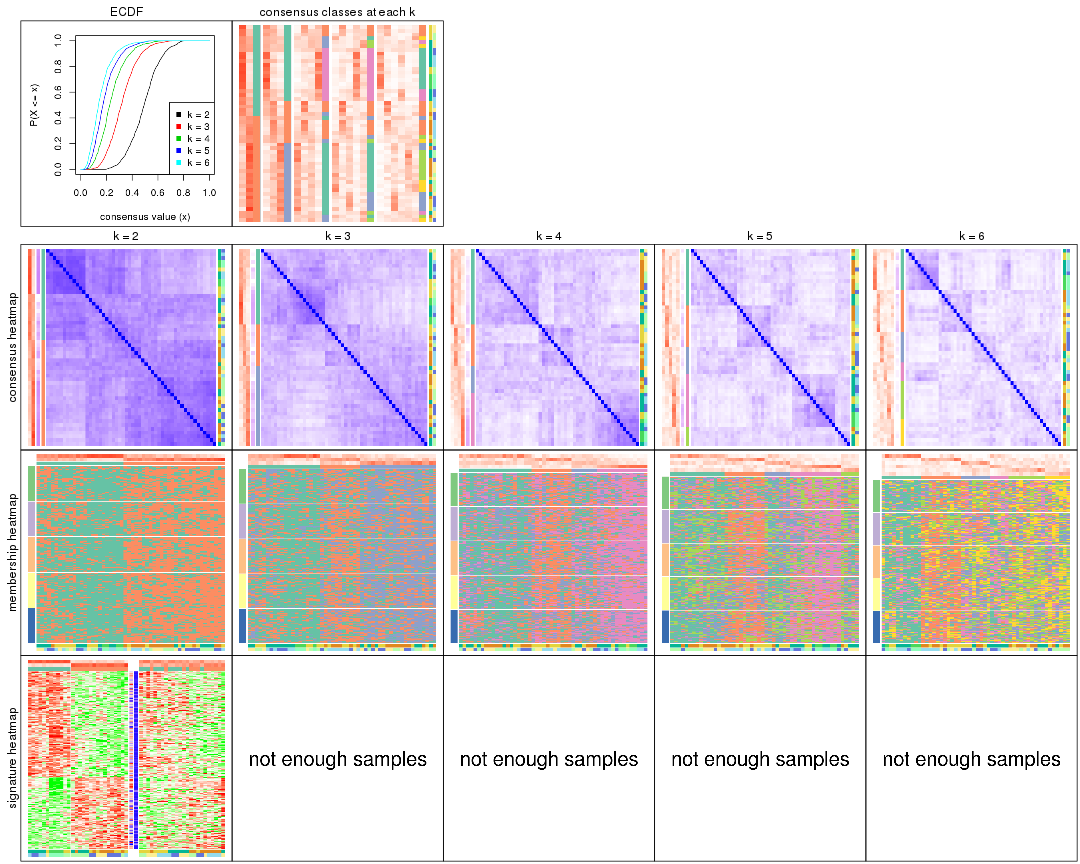 ECDF
consensus classes at each k
P(X <= x)
1.0
0.8
0.6
0.4
0.2
0.0
k = 2
k = 3
k = 4
k = 5
k = 6
0.0 0.2 0.4 0.6 0.8 1.0
consensus value (x)
k = 2
k = 3
k = 4
k = 5
k = 6
consensus heatmap
membership heatmap
signature heatmap
not enough samples
not enough samples
not enough samples
not enough samples